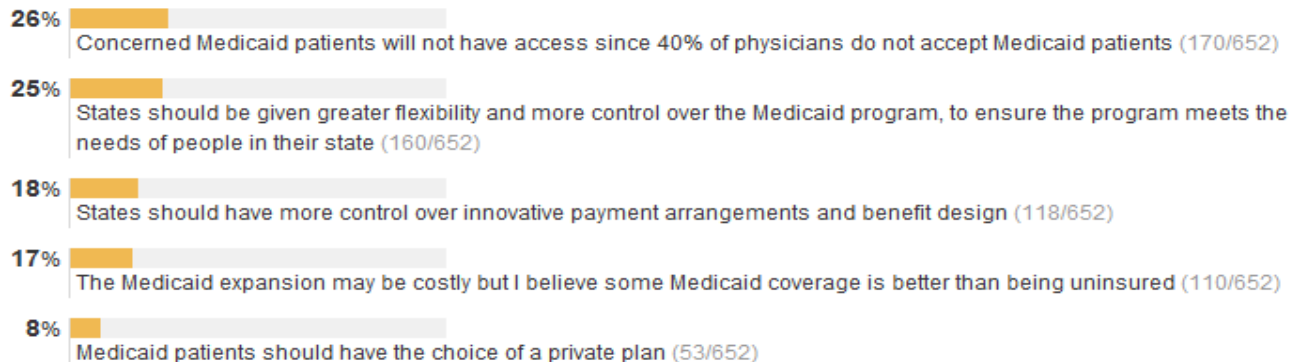 26%
Concerned Medicaid patients will not have access since 40% of physicians do not accept Medicaid patients (170/652)
25%
States should be given greater flexibility and more control over the Medicaid program, to ensure the program meets the
needs of people in their state (160/652)
18%
States should have more control over innovative payment arrangements and benefit design (118/652)
17%
The Medicaid expansion may be costly but I believe some Medicaid coverage is better than being uninsured (110/652)
8%
Medicaid patients should have the choice of a private plan (53/652)